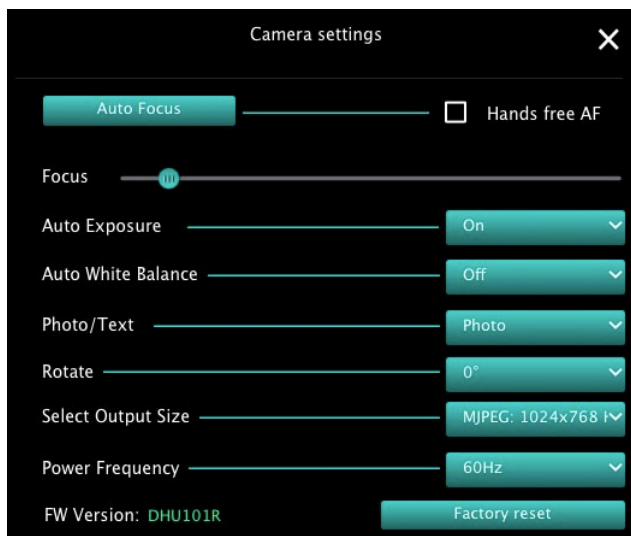 Camera settings
Auto Focus Hands free AF
Focus
Auto Exposure On
Auto White Balance Off
Photo/Text Photo
Rotate 0°
Select Output Size MJPEG: 1024x768
Power Frequency 60Hz
FW Version: DHU101R Factory reset